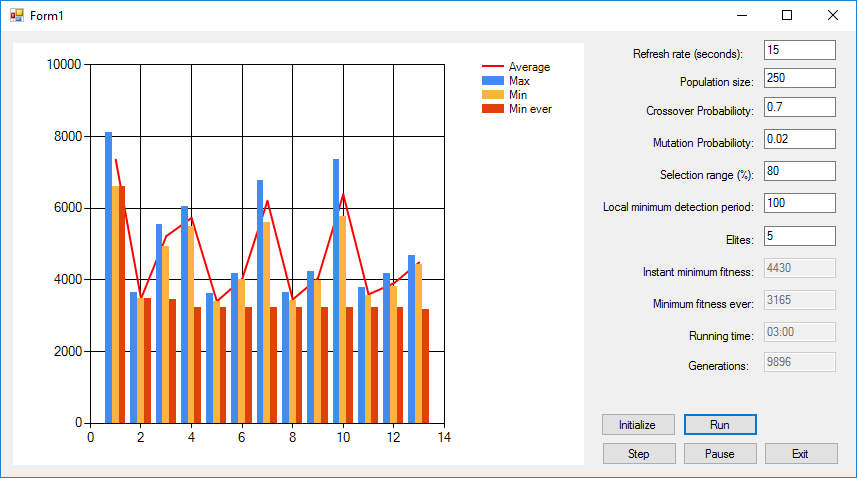 Form1
10000
8000
6000
4000
2000
0
0 2 4 6 8 10 12 14
Average
Max
Min
Min ever
Refresh rate (seconds): 15
Population size: 250
Crossover Probabilioty: 0.7
Mutation Probabilioty: 0.02
Selection range (%): 80
Local minimum detection period: 100
Elites: 5
Instant minimum fitness: 4430
Minimum fitness ever: 3165
Running time: 03:00
Generations: 9896
Initialize Run
Step Pause Exit